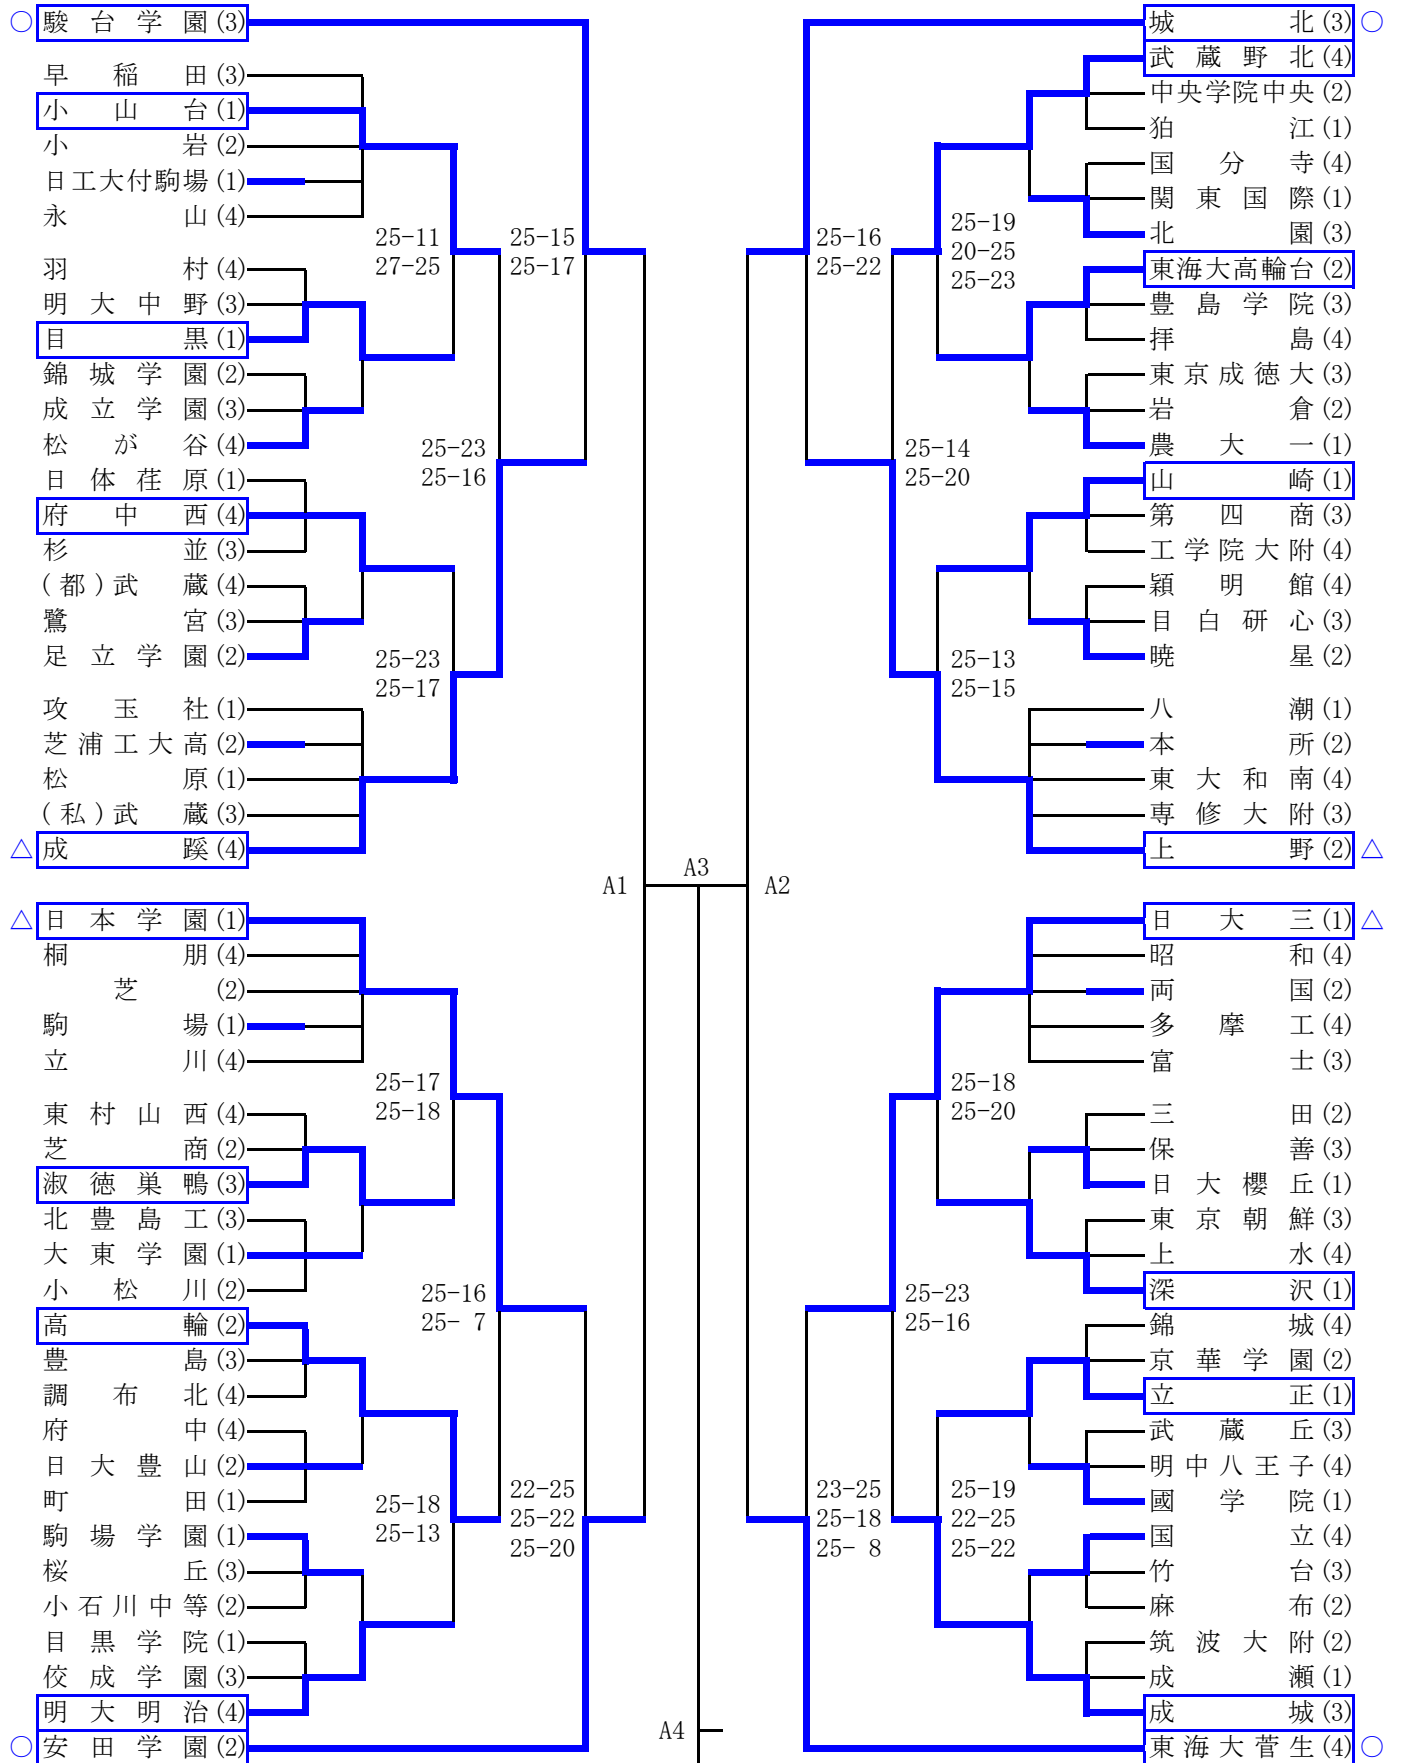 ○駿台学園(3)
早稲田(3)
小山台(1)
小岩(2)
日工大付駒場(1)
永山(4)
25-11
27-25
25-15
25-17
羽村(4)
明大中野(3)
目黒(1)
錦城学園(2)
成立学園(3)
松が谷(4)
25-23
25-16
日体荏原(1)
府中西(4)
杉並(3)
(都)武蔵(4)
鷺宮(3)
足立学園(2)
25-23
25-17
攻玉社(1)
芝浦工大高(2)
松原(1)
(私)武蔵(3)
△成蹊(4)
△日本学園(1)
桐朋(4)
芝(2)
駒場(1)
立川(4)
25-17
25-18
東村山西(4)
芝商(2)
淑徳巣鴨(3)
北豊島工(3)
大東学園(1)
小松川(2)
25-16
25- 7
高輪(2)
豊島(3)
調布北(4)
府中(4)
日大豊山(2)
町田(1)
25-18
25-13
22-25
25-22
25-20
駒場学園(1)
桜丘(3)
小石川中等(2)
目黒学院(1)
佼成学園(3)
明大明治(4)
○安田学園(2)
A1
A3
A2
A4
城北(3)○
武蔵野北(4)
中央学院中央(2)
狛江(1)
国分寺(4)
関東国際(1)
北園(3)
25-16
25-22
25-19
20-25
25-23
東海大高輪台(2)
豊島学院(3)
拝島(4)
東京成徳大(3)
岩倉(2)
農大一(1)
25-14
25-20
山崎(1)
第四商(3)
工学院大附(4)
穎明館(4)
目白研心(3)
暁星(2)
25-13
25-15
八潮(1)
本所(2)
東大和南(4)
専修大附(3)
上野(2)△
日大三(1)△
昭和(4)
両国(2)
多摩工(4)
富士(3)
25-18
25-20
三田(2)
保善(3)
日大櫻丘(1)
東京朝鮮(3)
上水(4)
深沢(1)
25-23
25-16
錦城(4)
京華学園(2)
立正(1)
武蔵丘(3)
明中八王子(4)
國学院(1)
23-25
25-18
25- 8
25-19
22-25
25-22
国立(4)
竹台(3)
麻布(2)
筑波大附(2)
成瀬(1)
成城(3)
東海大菅生(4)○